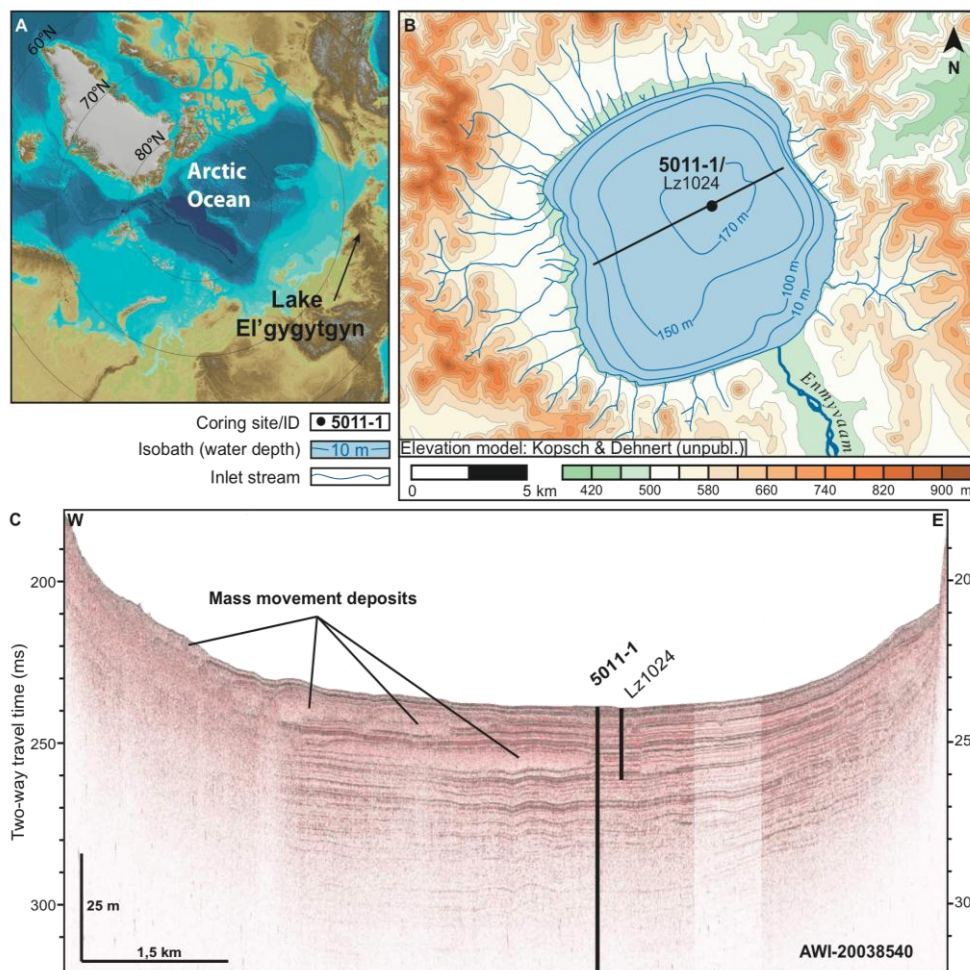 A
60°N
70°N
80°N
Arctic
Ocean
Lake
El'gygytgyn
Coring site/ID
5011-1
Isobath (water depth)
10 m
Inlet stream
B
N
5011-1/
Lz1024
170 m
150 m
100 m
10 m
Enmyvaam
Elevation model: Kopsch & Dehnert (unpubl.)
0
5 km
420
500
580
660
740
820
900 m
C
W
E
Mass movement deposits
5011-1
Lz1024
Two-way travel time (ms)
200
250
300
20
25
30
25 m
1,5 km
AWI-20038540